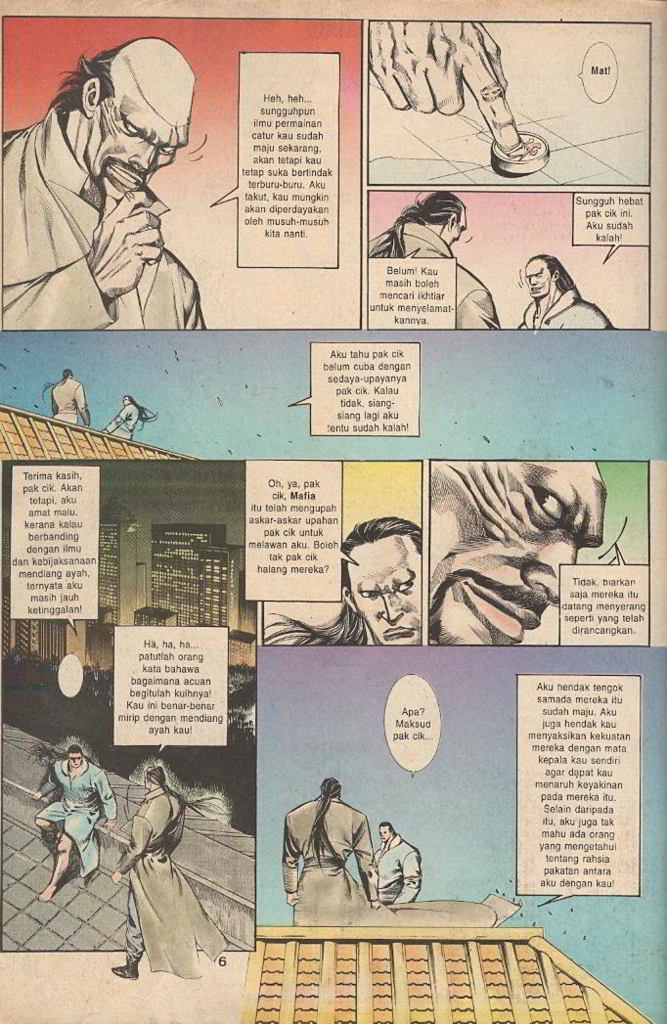 Heh, heh...
sungguhpun
ilmu permainan
catur kau sudah
maju sekarang,
akan tetapi kau
tetap suka bertindak
terburu-buru. Aku
takut, kau mungkin
akan diperdayakan
oleh musuh-musuh
kita nanti.
Mat!
Sungguh hebat
pak cik ini.
Aku sudah
kalah!
Belum! Kau
masih boleh
mencari ikhtiar
untuk menyelamat-
kannya.
Aku tahu pak cik
belum cuba dengan
sedaya-upayanya
pak cik. Kalau
tidak, siang-
siang lagi aku
tentu sudah kalah!
Terima kasih,
pak cik. Akan
tetapi, aku
amat malu,
kerana kalau
berbanding
dengan ilmu
dan kebijaksanaan
mendiang ayah,
ternyata aku
masih jauh
ketinggalan!
Ha, ha, ha...
patutlah orang
kata bahawa
bagaimana acuan
begitulah kuihnya!
Kau ini benar-benar
mirip dengan mendiang
ayah kau!
Oh, ya, pak
cik, Mafia
itu telah mengupah
askar-askar upahan
pak cik untuk
melawan aku. Boleh
tak pak cik
halang mereka?
Tidak, biarkan
saja mereka itu
datang menyerang
seperti yang telah
dirancangkan.
Apa?
Maksud
pak cik...
Aku hendak tengok
samada mereka itu
sudah maju. Aku
juga hendak kau
menyaksikan kekuatan
mereka dengan mata
kepala kau sendiri
agar dapat kau
menaruh keyakinan
pada mereka itu.
Selain daripada
itu, aku juga tak
mahu ada orang
yang mengetahui
tentang rahsia
pakatan antara
aku dengan kau!
6